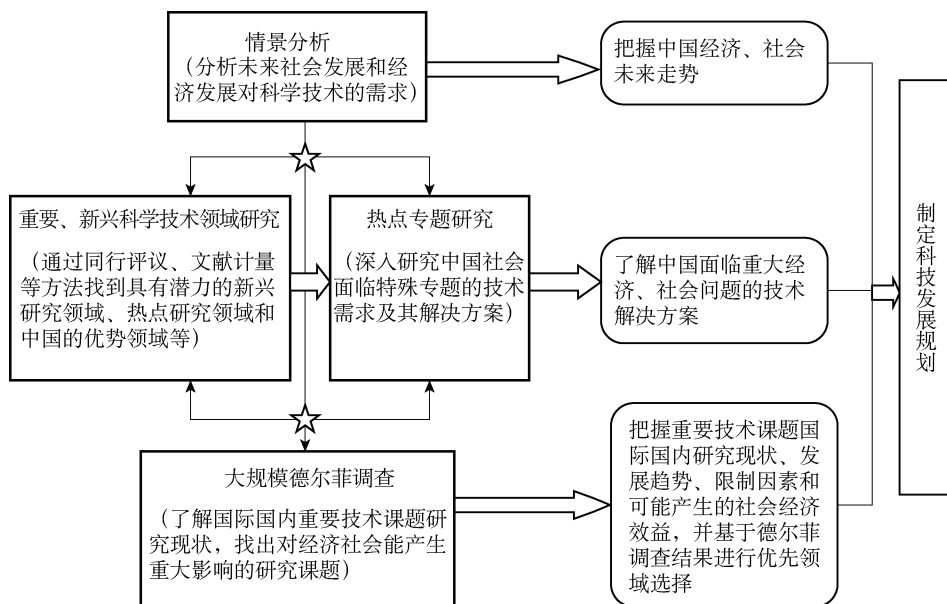 情景分析
（分析未来社会发展和经
济发展对科学技术的需求）
把握中国经济、社会
未来走势
重要、新兴科学技术领域研究
（通过同行评议、文献计量
等方法找到具有潜力的新兴
研究领域、热点研究领域和
中国的优势领域等）
热点专题研究
（深入研究中国社会
面临特殊专题的技术
需求及其解决方案）
了解中国面临重大经
济、社会问题的技术
解决方案
大规模德尔菲调查
（了解国际国内重要技术课题研
究现状，找出对经济社会能产生
重大影响的研究课题）
把握重要技术课题国
际国内研究现状、发
展趋势、限制因素和
可能产生的社会经济
效益，并基于德尔菲
调查结果进行优先领
域选择
制定科技发展规划